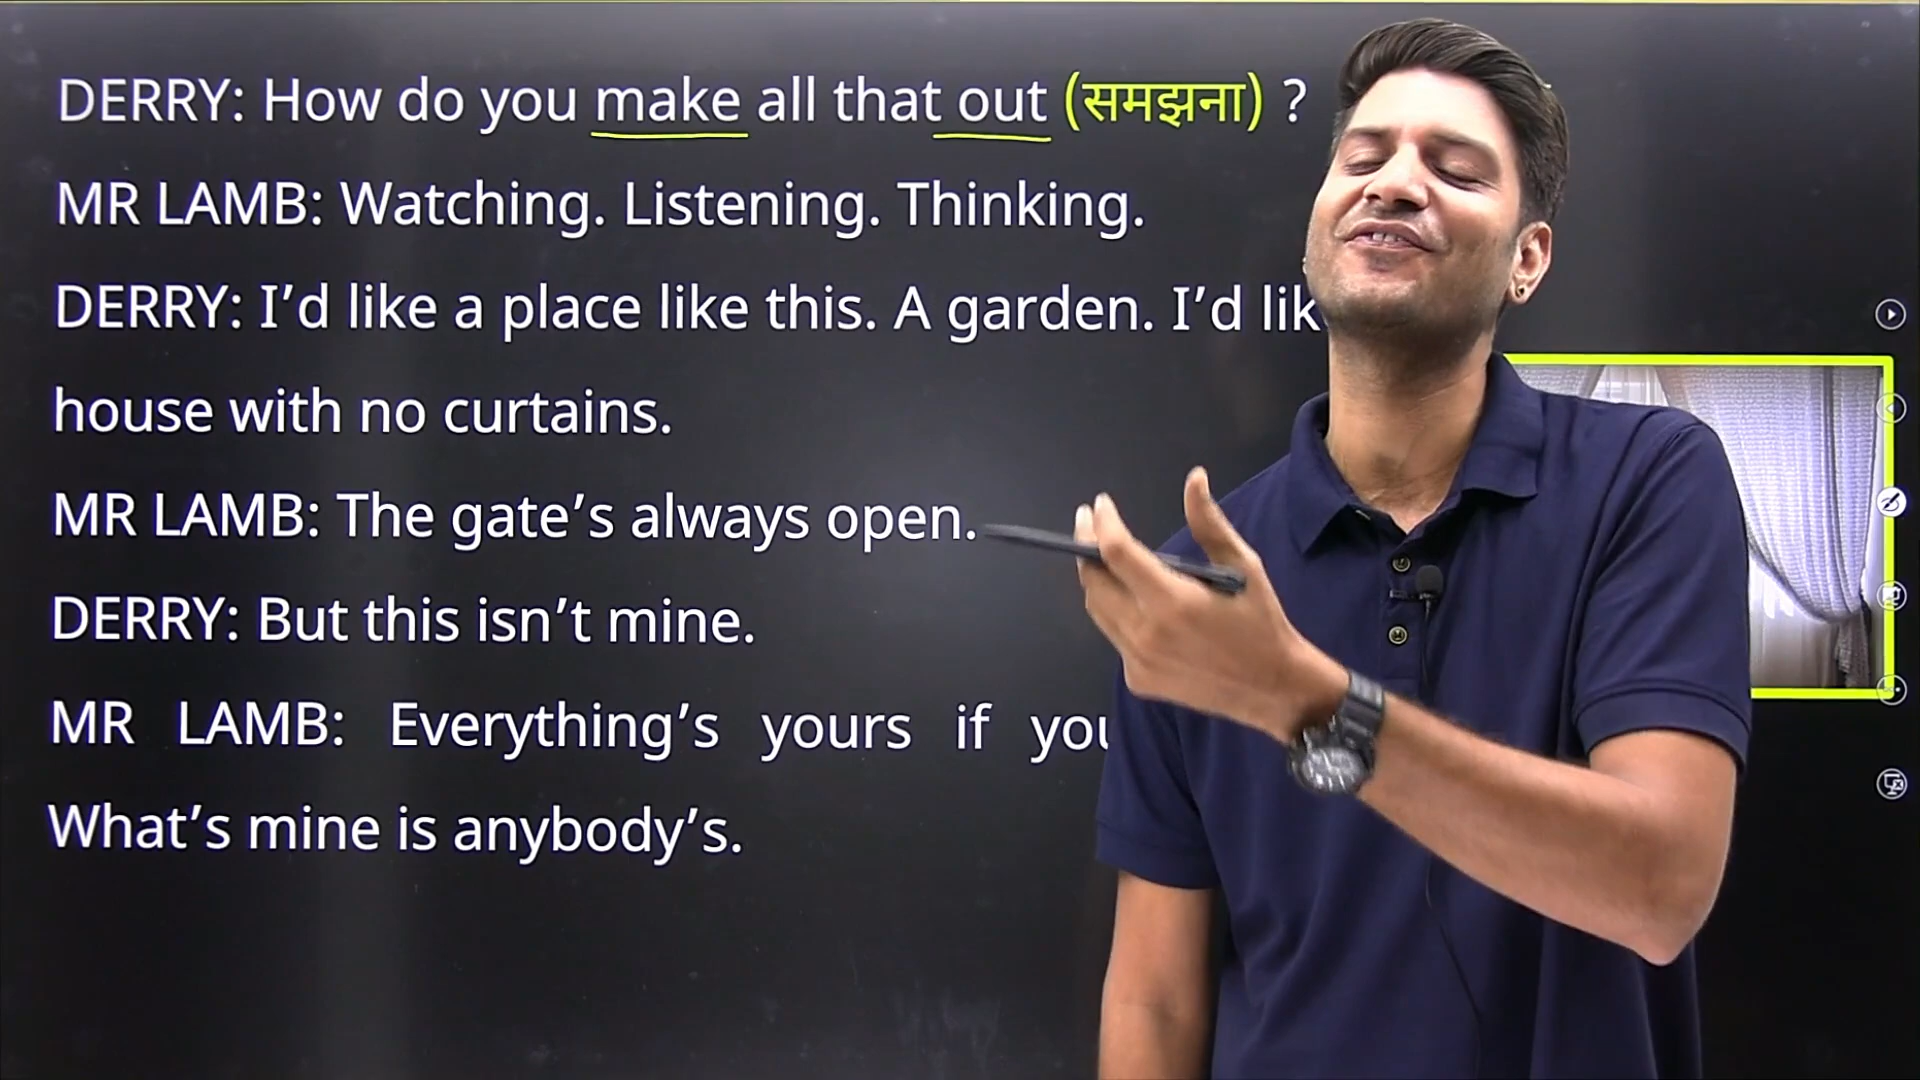 DERRY: How do you make all that out (समझना) ?
MR LAMB: Watching. Listening. Thinking.
DERRY: I’d like a place like this. A garden. I’d
house with no curtains.
MR LAMB: The gate’s always open.
DERRY: But this isn’t mine.
MR LAMB: Everything’s yours if
What’s mine is anybody’s.